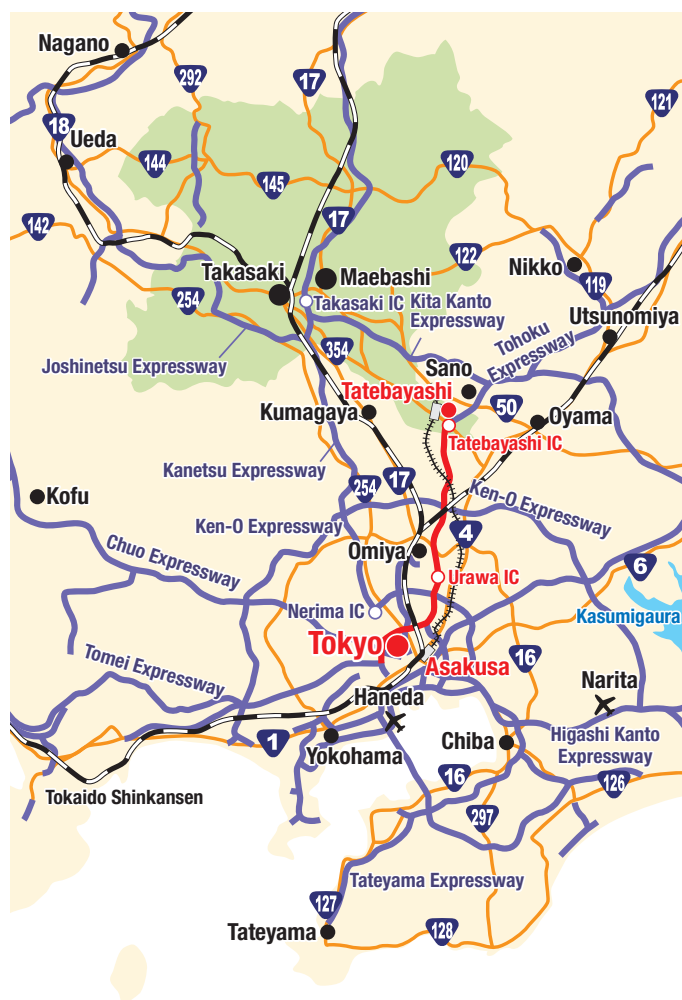 Nagano
292
17
121
18
Ueda
144
145
120
142
17
122
Nikko
Takasaki
Maebashi
119
254
Takasaki IC
Kita Kanto
Expressway
Utsunomiya
Tohoku
Expressway
Joshinetsu Expressway
354
Sano
Tatebayashi
Kumagaya
50
Oyama
Tatebayashi IC
Kanetsu Expressway
254
17
Kofu
Ken-O Expressway
Ken-O Expressway
4
Chuo Expressway
Omiya
6
Urawa IC
Nerima IC
Kasumigaura
Tokyo
Tomei Expressway
Asakusa
16
Haneda
Narita
1
Yokohama
Chiba
Higashi Kanto
Expressway
16
126
Tokaido Shinkansen
297
Tateyama Expressway
127
Tateyama
128